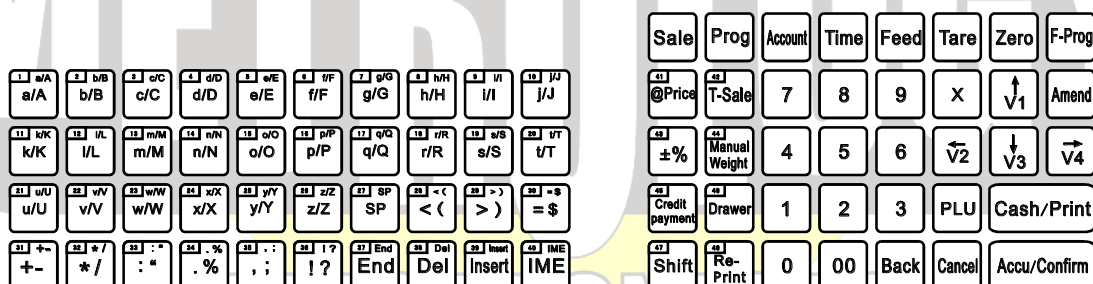 Sale Prog Account Time Feed Tare Zero F-Prog
1 a/A 2 b/B 3 c/C 4 d/D 5 e/E 6 f/F 7 g/G 8 h/H 9 i/I 10 j/J 41 42
a/A b/B c/C d/D e/E f/F g/G h/H i/I j/J @Price T-Sale 7 8 9 X ↑ V1 Amend
11 k/K 12 l/L 13 m/M 14 n/N 15 o/O 16 p/P 17 q/Q 18 r/R 19 s/S 20 t/T 43 44
k/K l/L m/M n/N o/O p/P q/Q r/R s/S t/T ±% Manual Weight 4 5 6 ← V2 ↓ V3 → V4
21 u/U 22 v/V 23 w/W 24 x/X 25 y/Y 26 z/Z 27 SP 28 < ( 29 > ) 30 = $ 45 46
u/U v/V w/W x/X y/Y z/Z SP < ( > ) = $ Credit payment Drawer 1 2 3 PLU Cash/Print
31 +- 32 * / 33 : " 34 . % 35 , ; 36 ! ? 37 End 38 Del 39 Insert 40 IME 47 48
+- * / : " . % , ; ! ? End Del Insert IME Shift Re-Print 0 00 Back Cancel Accu/Confirm